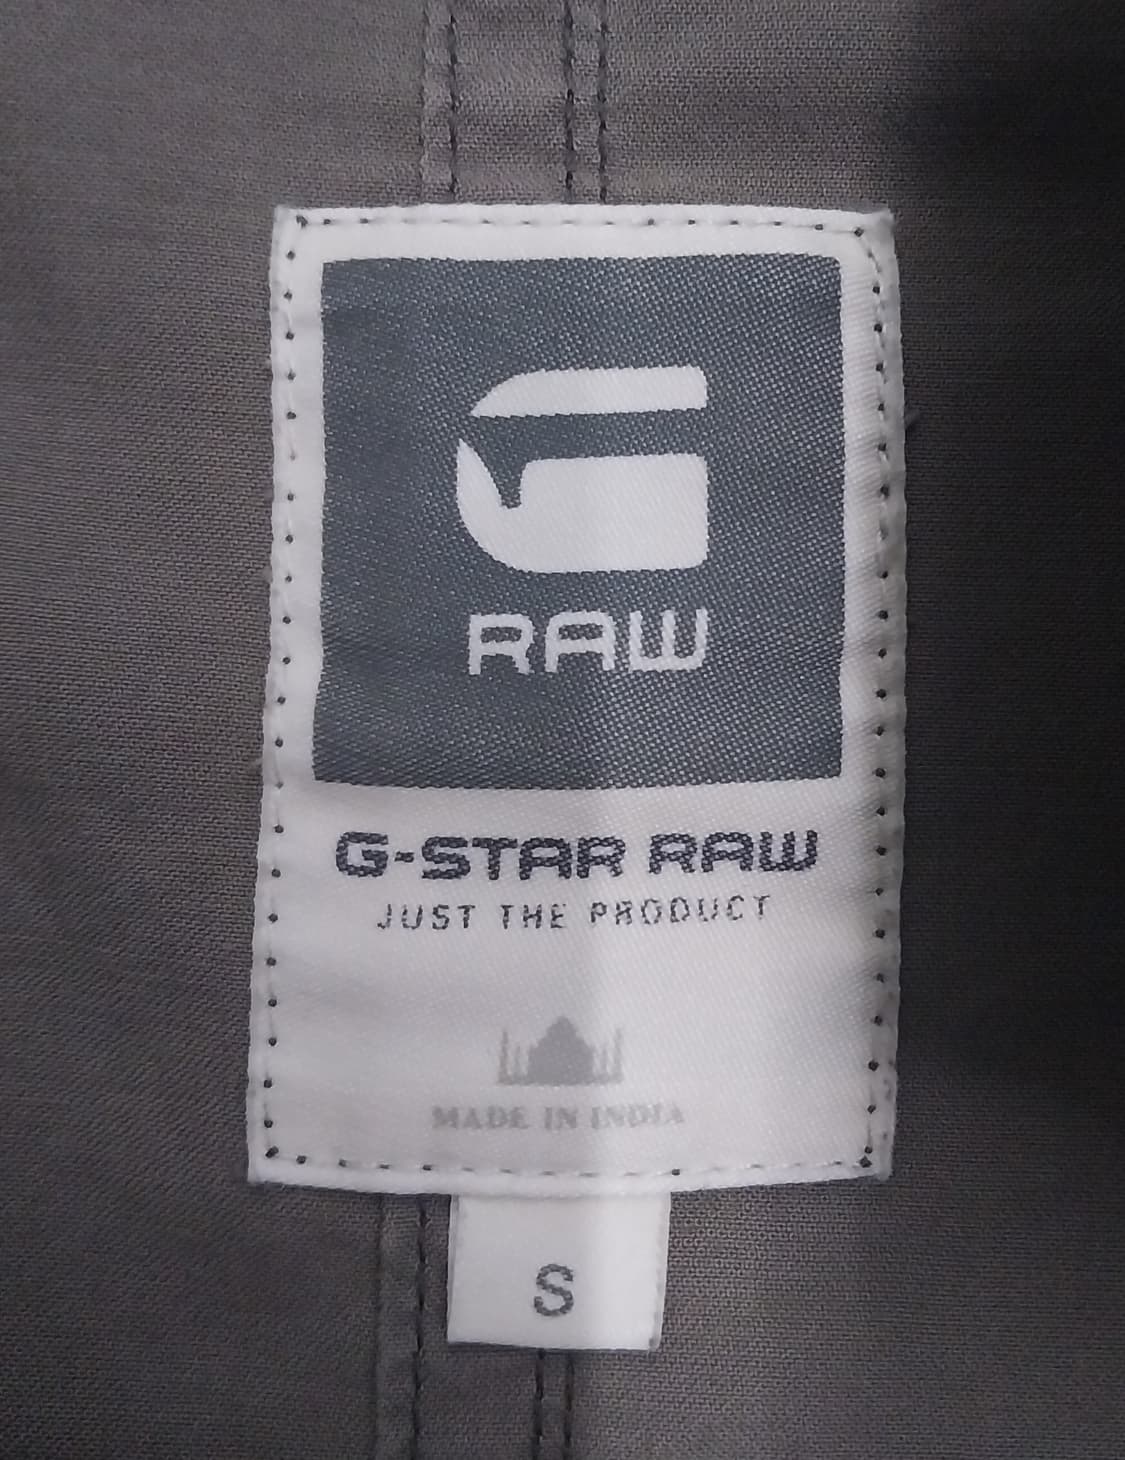 G
RAW
G-STAR RAW
JUST THE PRODUCT
MADE IN INDIA
S